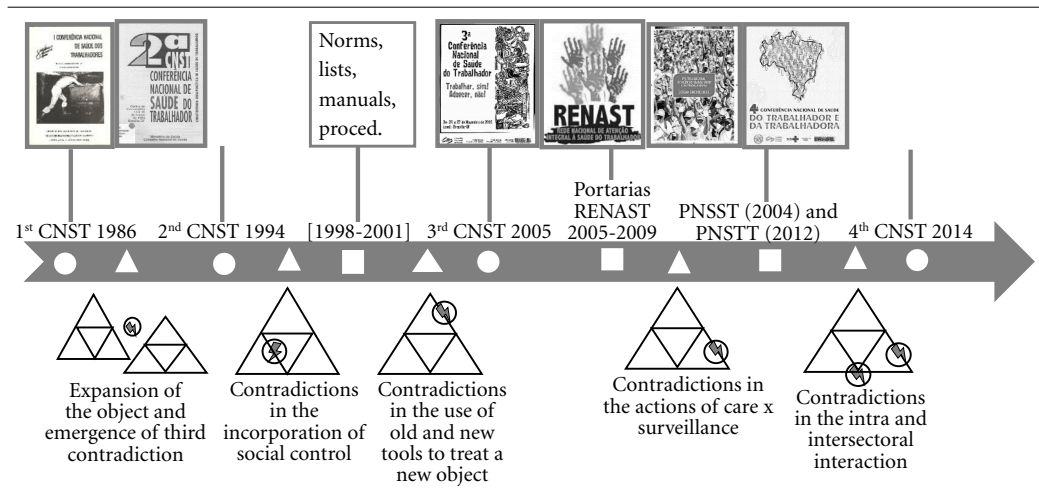 I CONFERÊNCIA NACIONAL
DE SAÚDE DOS
TRABALHADORES
2ª
CNST
CONFERÊNCIA
NACIONAL DE
SAÚDE DO
TRABALHADOR
Norms,
lists,
manuals,
proced.
3ª
Conferência
Nacional
de Saúde
do Trabalhador
Trabalhar, sim!
Adoecer, não!
RENAST
REDE NACIONAL DE ATENÇÃO
INTEGRAL À SAÚDE DO TRABALHADOR
4ª CONFERÊNCIA NACIONAL DE SAÚDE
DO TRABALHADOR E
DA TRABALHADORA
1st CNST 1986
2nd CNST 1994
[1998-2001]
3rd CNST 2005
Portarias
RENAST
2005-2009
PNSST (2004) and
PNSTT (2012)
4th CNST 2014
Expansion of
the object and
emergence of third
contradiction
Contradictions
in the
incorporation of
social control
Contradictions
in the use of
old and new
tools to treat a
new object
Contradictions in
the actions of care x
surveillance
Contradictions
in the intra and
intersectoral
interaction